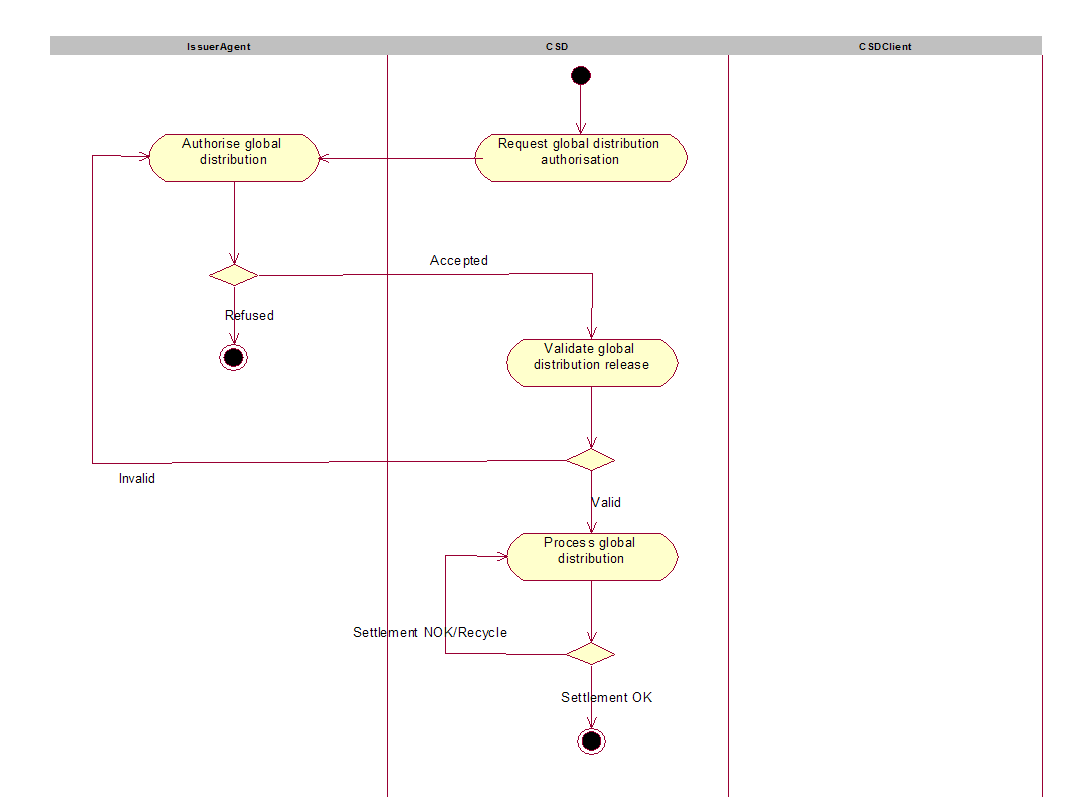 IssuerAgent
CSD
CSDClient
Authorise global
distribution
Request global distribution
authorisation
Accepted
Refused
Validate global
distribution release
Invalid
Valid
Process global
distribution
Settlement NOK/Recycle
Settlement OK